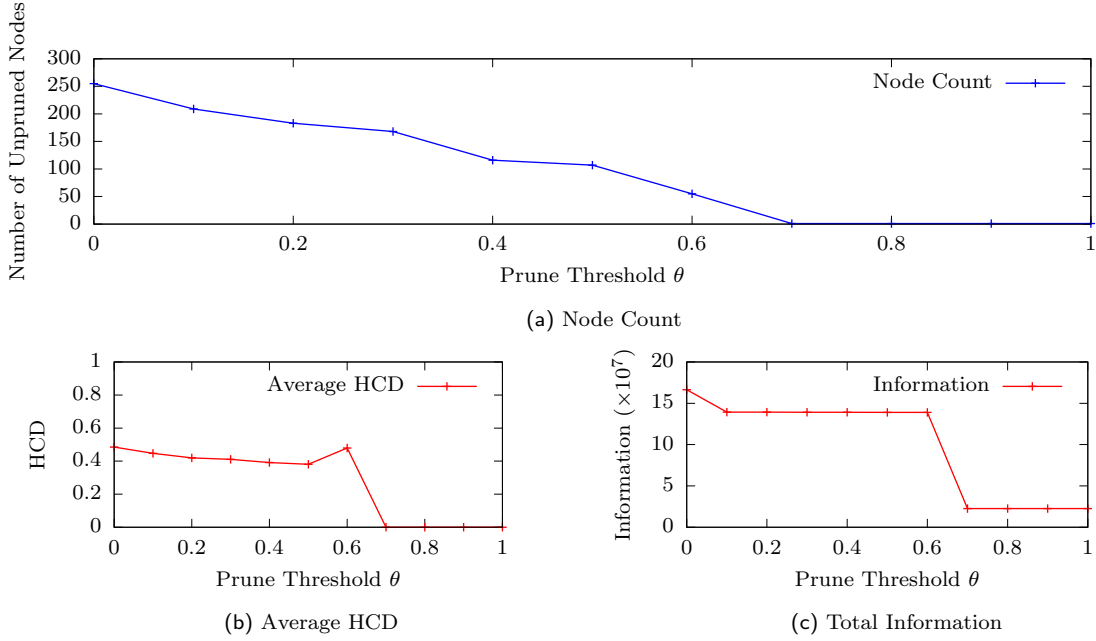 Number of Unpruned Nodes
300
250
200
150
100
50
0
Node Count
0 0.2 0.4 0.6 0.8 1
Prune Threshold θ
(a) Node Count
HCD
1
0.8
0.6
0.4
0.2
0
Average HCD
0 0.2 0.4 0.6 0.8 1
Prune Threshold θ
(b) Average HCD
Information (×10⁷)
20
15
10
5
0
Information
0 0.2 0.4 0.6 0.8 1
Prune Threshold θ
(c) Total Information